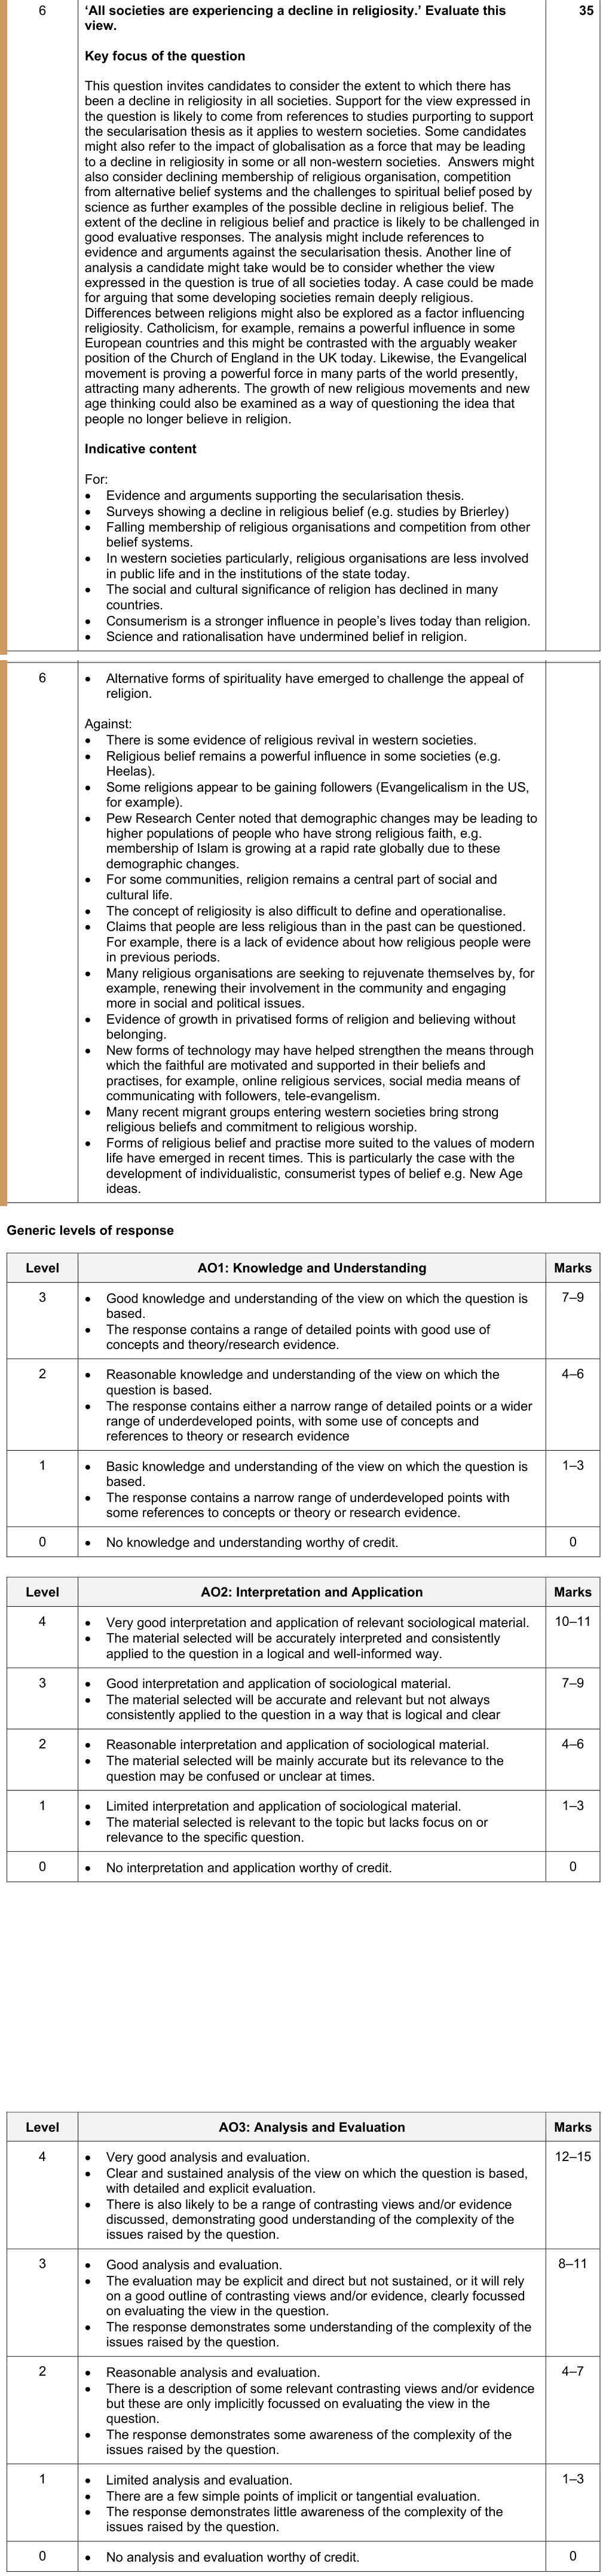 6
‘All societies are experiencing a decline in religiosity.’ Evaluate this
view.
35
Key focus of the question
This question invites candidates to consider the extent to which there has
been a decline in religiosity in all societies. Support for the view expressed in
the question is likely to come from references to studies purporting to support
the secularisation thesis as it applies to western societies. Some candidates
might also refer to the impact of globalisation as a force that may be leading
to a decline in religiosity in some or all non-western societies.  Answers might
also consider declining membership of religious organisation, competition
from alternative belief systems and the challenges to spiritual belief posed by
science as further examples of the possible decline in religious belief. The
extent of the decline in religious belief and practice is likely to be challenged in
good evaluative responses. The analysis might include references to
evidence and arguments against the secularisation thesis. Another line of
analysis a candidate might take would be to consider whether the view
expressed in the question is true of all societies today. A case could be made
for arguing that some developing societies remain deeply religious.
Differences between religions might also be explored as a factor influencing
religiosity. Catholicism, for example, remains a powerful influence in some
European countries and this might be contrasted with the arguably weaker
position of the Church of England in the UK today. Likewise, the Evangelical
movement is proving a powerful force in many parts of the world presently,
attracting many adherents. The growth of new religious movements and new
age thinking could also be examined as a way of questioning the idea that
people no longer believe in religion.
Indicative content
For:
• Evidence and arguments supporting the secularisation thesis.
• Surveys showing a decline in religious belief (e.g. studies by Brierley)
• Falling membership of religious organisations and competition from other
belief systems.
• In western societies particularly, religious organisations are less involved
in public life and in the institutions of the state today.
• The social and cultural significance of religion has declined in many
countries.
• Consumerism is a stronger influence in people’s lives today than religion.
• Science and rationalisation have undermined belief in religion.
6
• Alternative forms of spirituality have emerged to challenge the appeal of
religion.
Against:
• There is some evidence of religious revival in western societies.
• Religious belief remains a powerful influence in some societies (e.g.
Heelas).
• Some religions appear to be gaining followers (Evangelicalism in the US,
for example).
• Pew Research Center noted that demographic changes may be leading to
higher populations of people who have strong religious faith, e.g.
membership of Islam is growing at a rapid rate globally due to these
demographic changes.
• For some communities, religion remains a central part of social and
cultural life.
• The concept of religiosity is also difficult to define and operationalise.
• Claims that people are less religious than in the past can be questioned.
For example, there is a lack of evidence about how religious people were
in previous periods.
• Many religious organisations are seeking to rejuvenate themselves by, for
example, renewing their involvement in the community and engaging
more in social and political issues.
• Evidence of growth in privatised forms of religion and believing without
belonging.
• New forms of technology may have helped strengthen the means through
which the faithful are motivated and supported in their beliefs and
practises, for example, online religious services, social media means of
communicating with followers, tele-evangelism.
• Many recent migrant groups entering western societies bring strong
religious beliefs and commitment to religious worship.
• Forms of religious belief and practise more suited to the values of modern
life have emerged in recent times. This is particularly the case with the
development of individualistic, consumerist types of belief e.g. New Age
ideas.
Generic levels of response
Level AO1: Knowledge and Understanding Marks
3 • Good knowledge and understanding of the view on which the question is 7–9
based.
• The response contains a range of detailed points with good use of
concepts and theory/research evidence.
2 • Reasonable knowledge and understanding of the view on which the 4–6
question is based.
• The response contains either a narrow range of detailed points or a wider
range of underdeveloped points, with some use of concepts and
references to theory or research evidence
1 • Basic knowledge and understanding of the view on which the question is 1–3
based.
• The response contains a narrow range of underdeveloped points with
some references to concepts or theory or research evidence.
0 • No knowledge and understanding worthy of credit. 0
Level AO2: Interpretation and Application Marks
4 • Very good interpretation and application of relevant sociological material. 10–11
• The material selected will be accurately interpreted and consistently
applied to the question in a logical and well-informed way.
3 • Good interpretation and application of sociological material. 7–9
• The material selected will be accurate and relevant but not always
consistently applied to the question in a way that is logical and clear
2 • Reasonable interpretation and application of sociological material. 4–6
• The material selected will be mainly accurate but its relevance to the
question may be confused or unclear at times.
1 • Limited interpretation and application of sociological material. 1–3
• The material selected is relevant to the topic but lacks focus on or
relevance to the specific question.
0 • No interpretation and application worthy of credit. 0
Level AO3: Analysis and Evaluation Marks
4 • Very good analysis and evaluation. 12–15
• Clear and sustained analysis of the view on which the question is based,
with detailed and explicit evaluation.
• There is also likely to be a range of contrasting views and/or evidence
discussed, demonstrating good understanding of the complexity of the
issues raised by the question.
3 • Good analysis and evaluation. 8–11
• The evaluation may be explicit and direct but not sustained, or it will rely
on a good outline of contrasting views and/or evidence, clearly focussed
on evaluating the view in the question.
• The response demonstrates some understanding of the complexity of the
issues raised by the question.
2 • Reasonable analysis and evaluation. 4–7
• There is a description of some relevant contrasting views and/or evidence
but these are only implicitly focussed on evaluating the view in the
question.
• The response demonstrates some awareness of the complexity of the
issues raised by the question.
1 • Limited analysis and evaluation. 1–3
• There are a few simple points of implicit or tangential evaluation.
• The response demonstrates little awareness of the complexity of the
issues raised by the question.
0 • No analysis and evaluation worthy of credit. 0